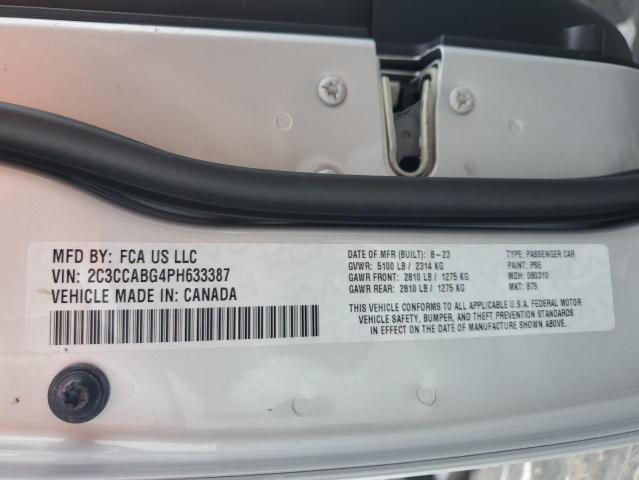 MFD BY: FCA US LLC
VIN: 2C3CCABG4PH633387
VEHICLE MADE IN: CANADA
DATE OF MFR (BUILT): 8-23
GVWR: 5100 LB / 2314 KG
GAWR FRONT: 2810 LB / 1275 KG
GAWR REAR: 2810 LB / 1275 KG
TYPE: PASSENGER CAR
PAINT: PSE
MDH: 080310
MKT: 875
THIS VEHICLE CONFORMS TO ALL APPLICABLE U.S.A. FEDERAL MOTOR
VEHICLE SAFETY, BUMPER, AND THEFT PREVENTION STANDARDS
IN EFFECT ON THE DATE OF MANUFACTURE SHOWN ABOVE.